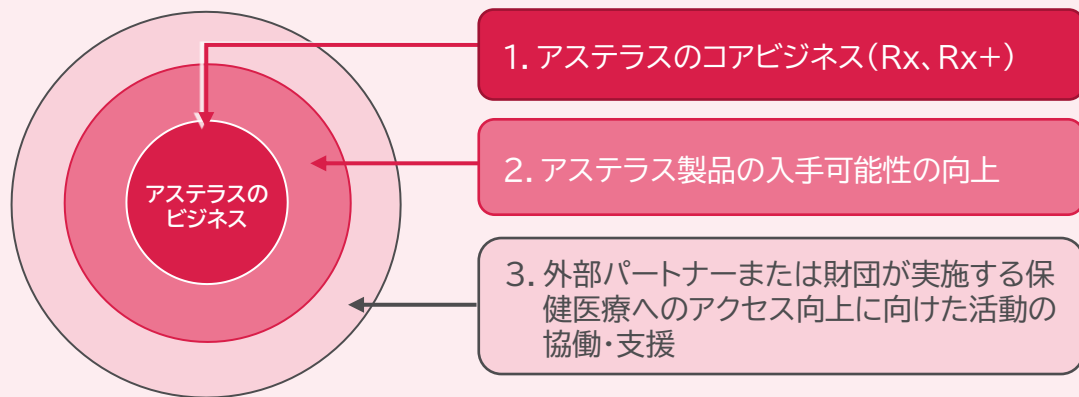 1. アステラスのコアビジネス(Rx、Rx+)
2. アステラス製品の入手可能性の向上
アステラスの
ビジネス
3. 外部パートナーまたは財団が実施する保
健医療へのアクセス向上に向けた活動の
協働・支援